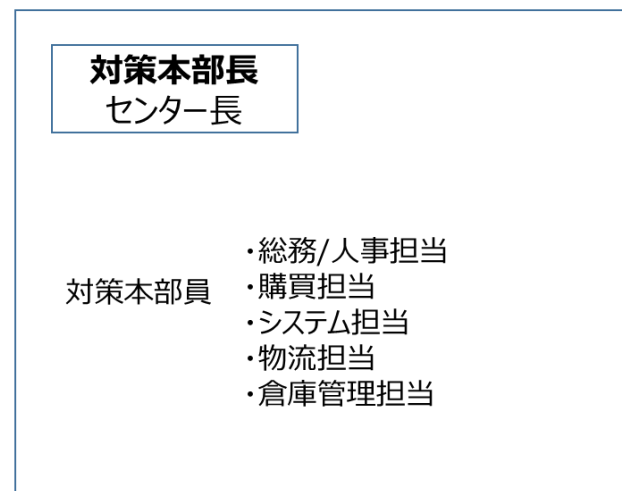 対策本部長
センター長
・総務/人事担当
・購買担当
対策本部員
・システム担当
・物流担当
・倉庫管理担当